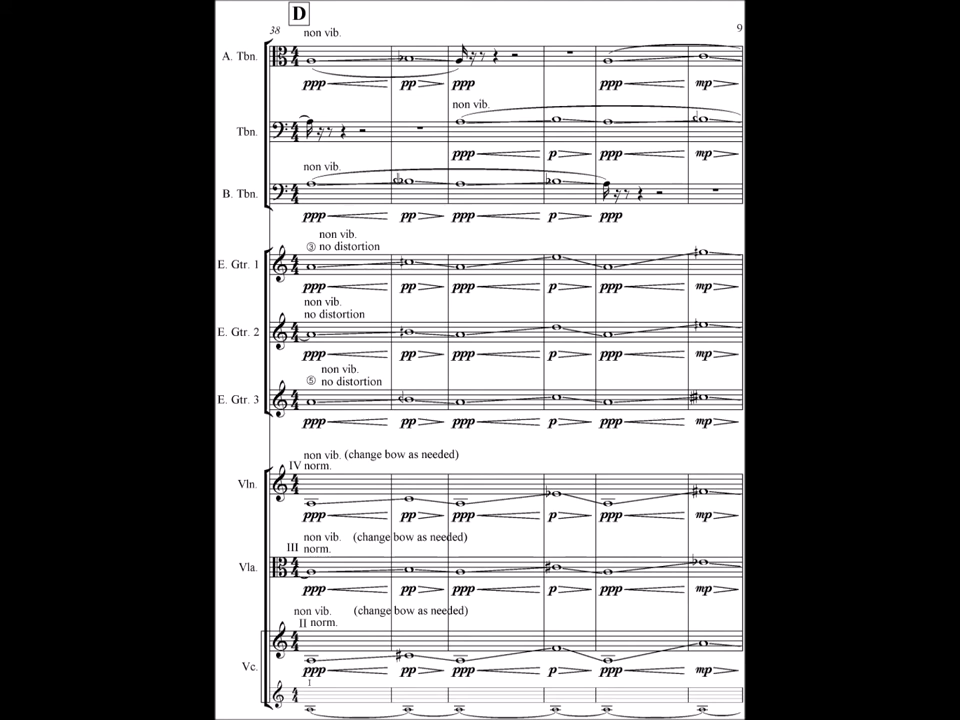 D
38
9
non vib.
A. Tbn.
ppp pp ppp ppp mp
non vib.
Tbn.
ppp p ppp mp
non vib.
B. Tbn.
ppp pp ppp p ppp
non vib.
③ no distortion
E. Gtr. 1
ppp pp ppp p ppp mp
non vib.
no distortion
E. Gtr. 2
ppp pp ppp p ppp mp
non vib.
⑤ no distortion
E. Gtr. 3
ppp pp ppp p ppp mp
non vib. (change bow as needed)
IV norm.
Vln.
ppp pp ppp p ppp mp
non vib. (change bow as needed)
III norm.
Vla.
ppp pp ppp p ppp mp
non vib. (change bow as needed)
II norm.
Vc.
ppp pp ppp p ppp mp
I